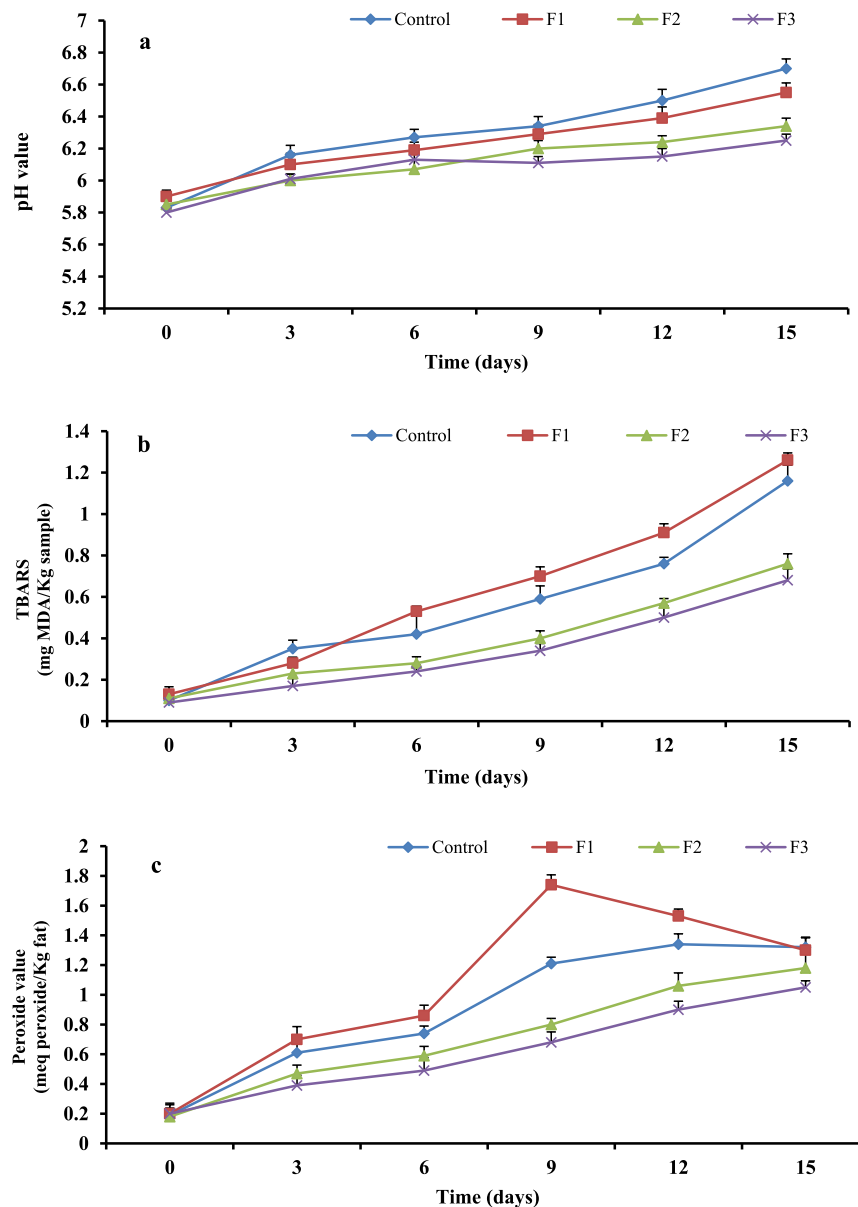 a
Control F1 F2 F3
7
6.8
6.6
6.4
6.2
6
5.8
5.6
5.4
5.2
pH value
0 3 6 9 12 15
Time (days)
b
Control F1 F2 F3
1.4
1.2
1
0.8
0.6
0.4
0.2
0
TBARS
(mg MDA/Kg sample)
0 3 6 9 12 15
Time (days)
c
Control F1 F2 F3
2
1.8
1.6
1.4
1.2
1
0.8
0.6
0.4
0.2
0
Peroxide value
(meq peroxide/Kg fat)
0 3 6 9 12 15
Time (days)